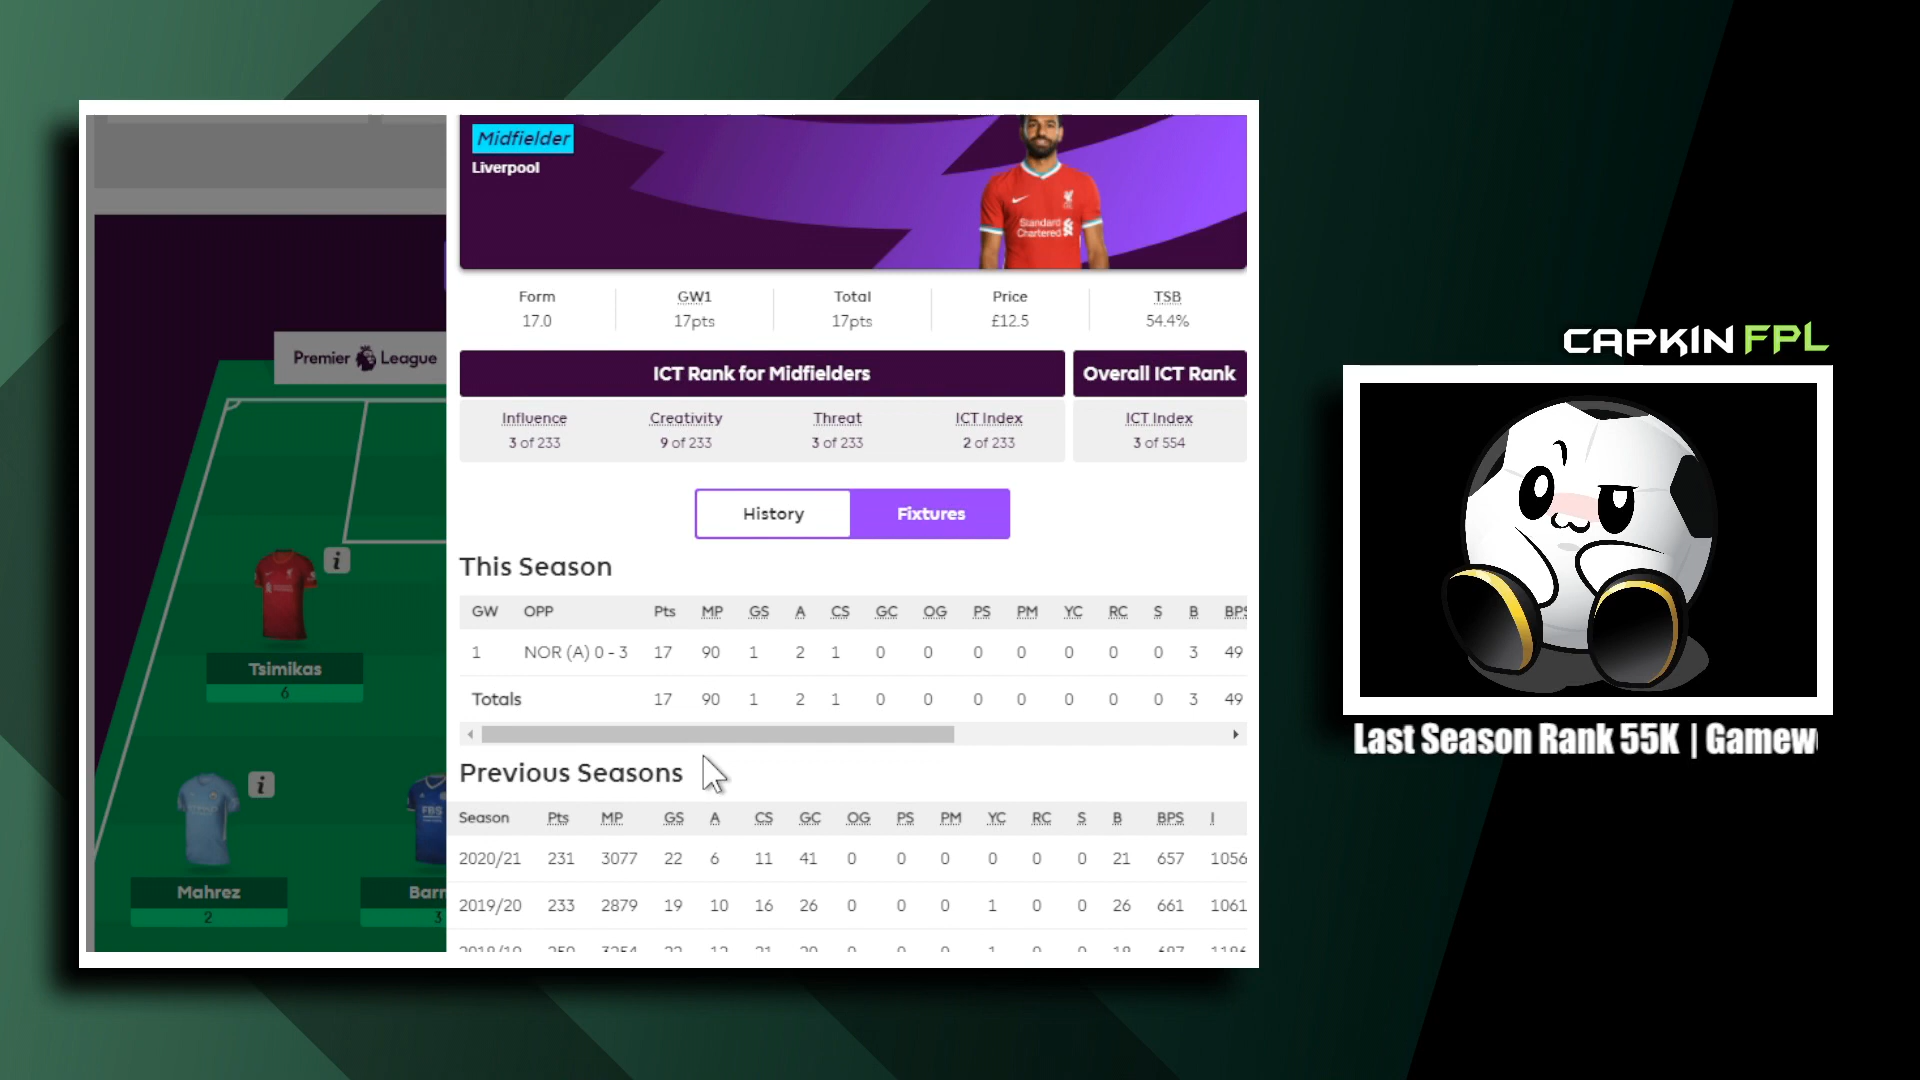 Midfielder
Liverpool
Standard
Chartered
Form GW1 Total Price TSB
17.0 17pts 17pts £12.5 54.4%
ICT Rank for Midfielders Overall ICT Rank
Influence Creativity Threat ICT Index ICT Index
3 of 233 9 of 233 3 of 233 2 of 233 3 of 554
History Fixtures
This Season
GW OPP Pts MP GS A CS GC OG PS PM YC RC S B BPS
1 NOR (A) 0 - 3 17 90 1 2 1 0 0 0 0 0 0 0 3 49
Totals 17 90 1 2 1 0 0 0 0 0 0 0 3 49
Previous Seasons
Season Pts MP GS A CS GC OG PS PM YC RC S B BPS I
2020/21 231 3077 22 6 11 41 0 0 0 0 0 0 21 657 1056
2019/20 233 2879 19 10 16 26 0 0 0 1 0 0 26 661 1061
Premier League
i
Tsimikas
6
i
FBS
Mahrez Barn
2 3
CAPKIN FPL
Last Season Rank 55K | Gamew